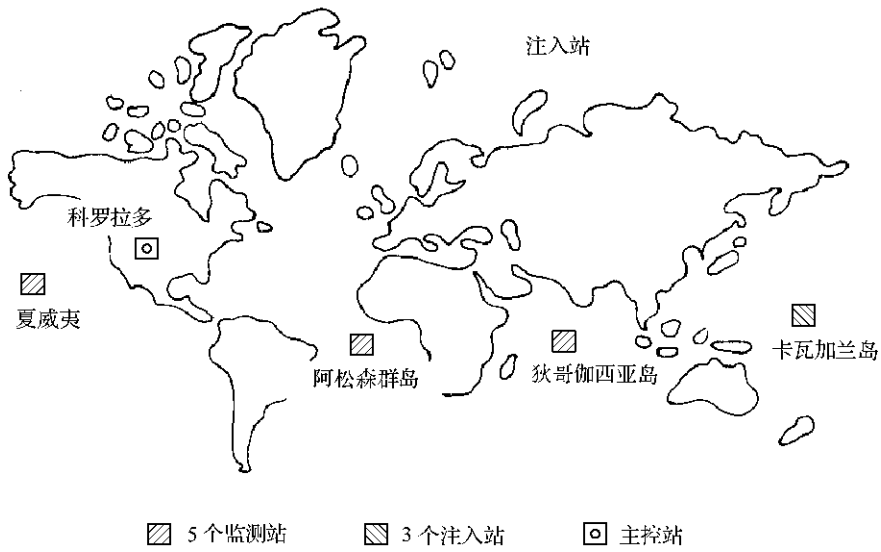 注入站
科罗拉多
夏威夷
阿松森群岛
狄哥伽西亚岛
卡瓦加兰岛
5个监测站 3个注入站 主控站